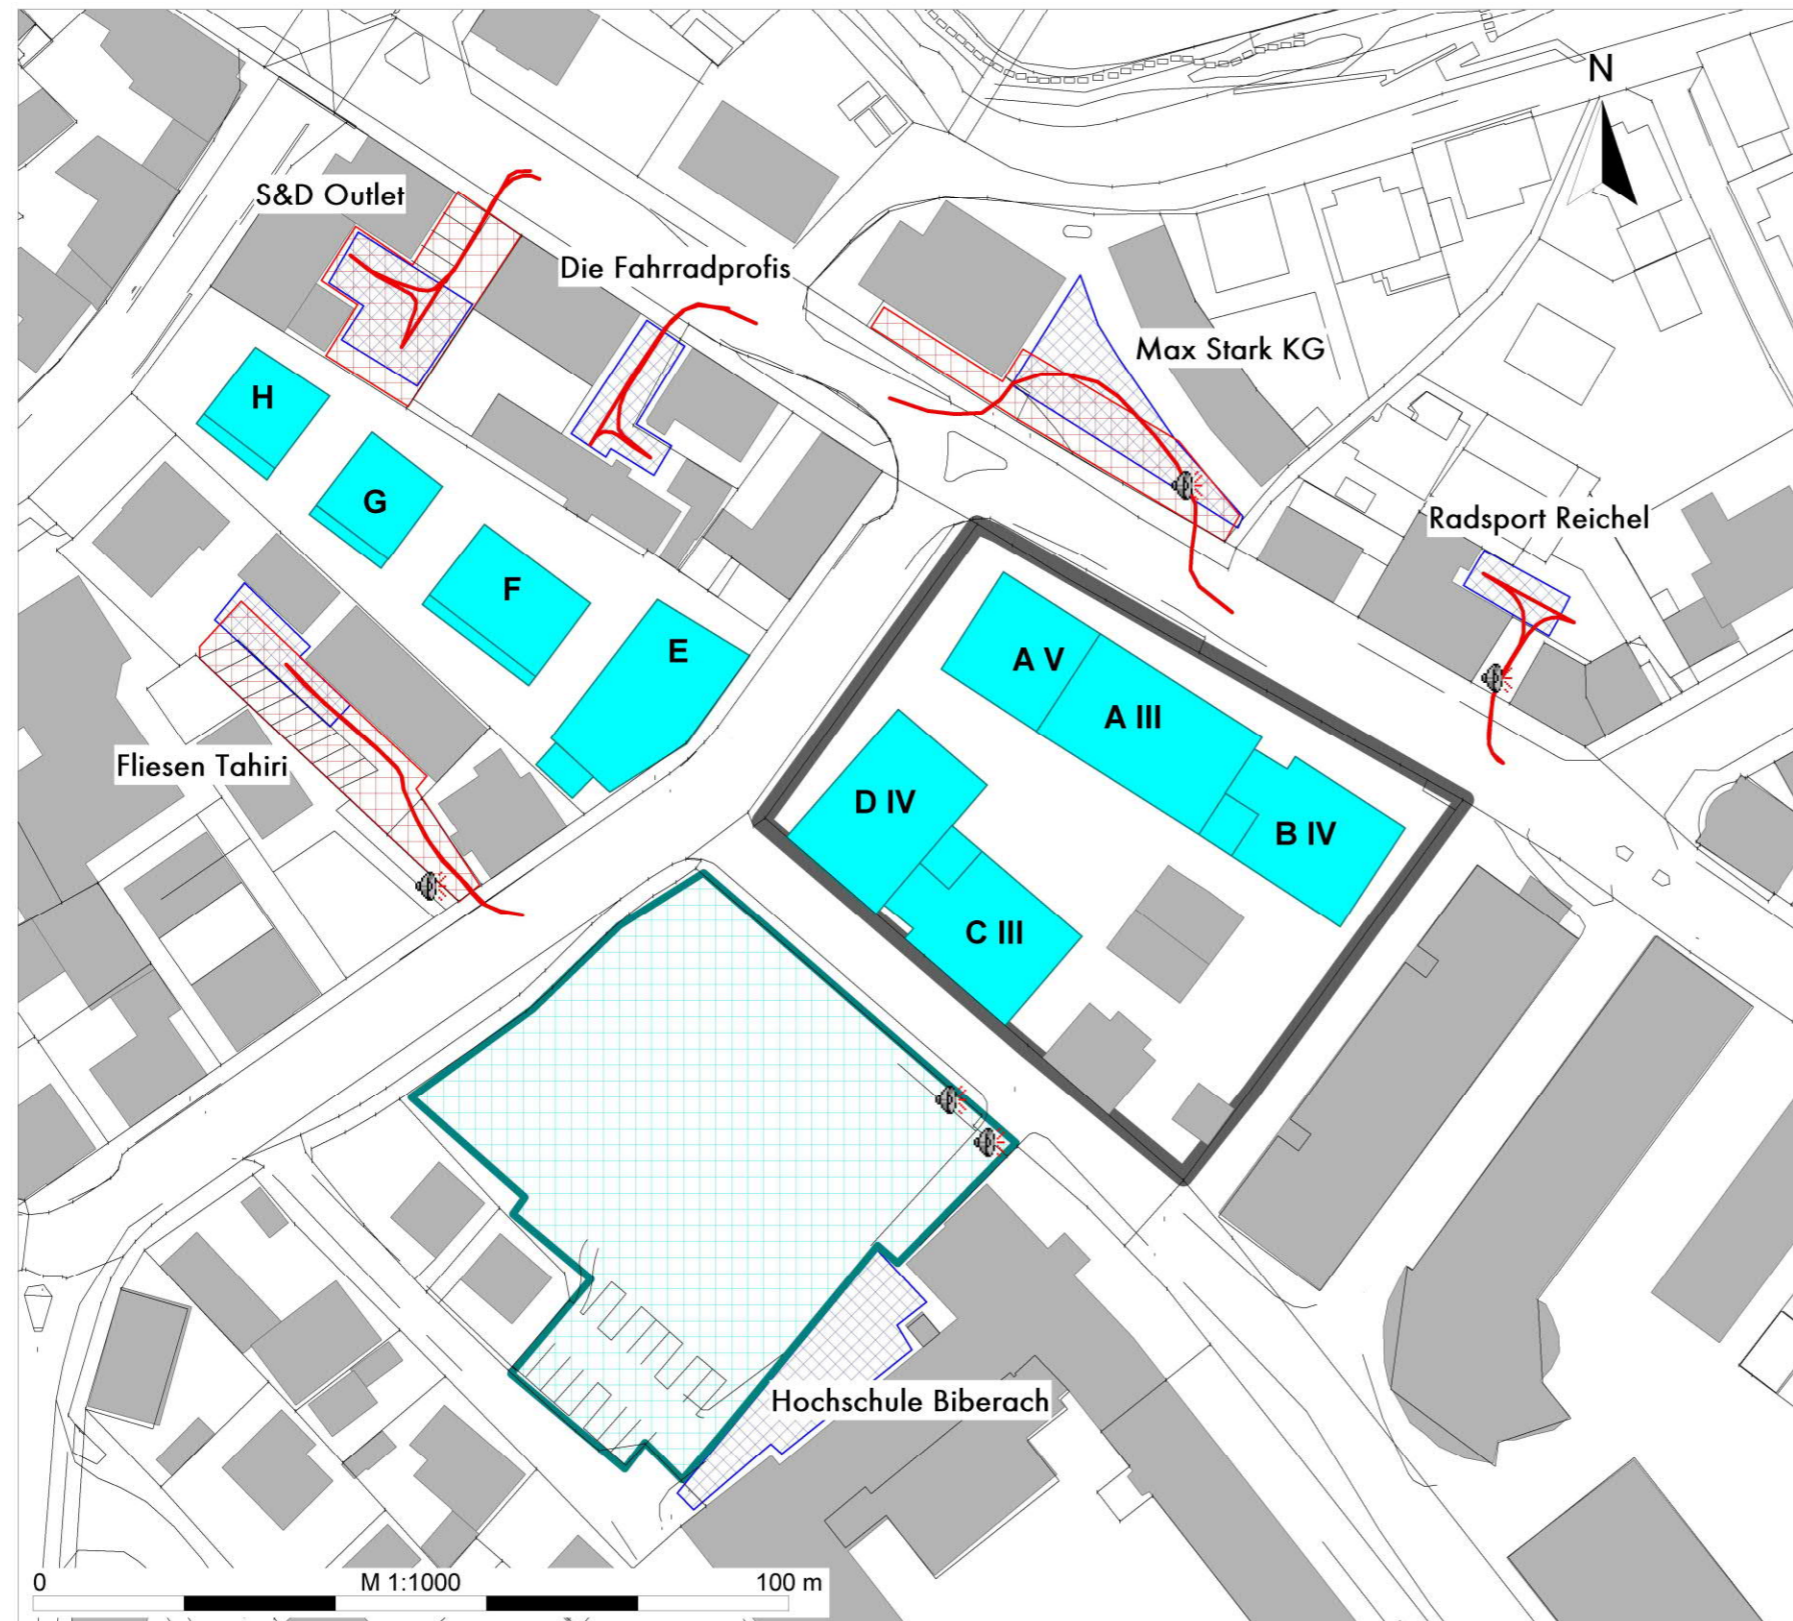 N
S&D Outlet
Die Fahrradprofis
Max Stark KG
H
G
Radsport Reichel
F
E
A V
A III
Fliesen Tahiri
D IV
B IV
C III
Hochschule Biberach
0 M 1:1000 100 m